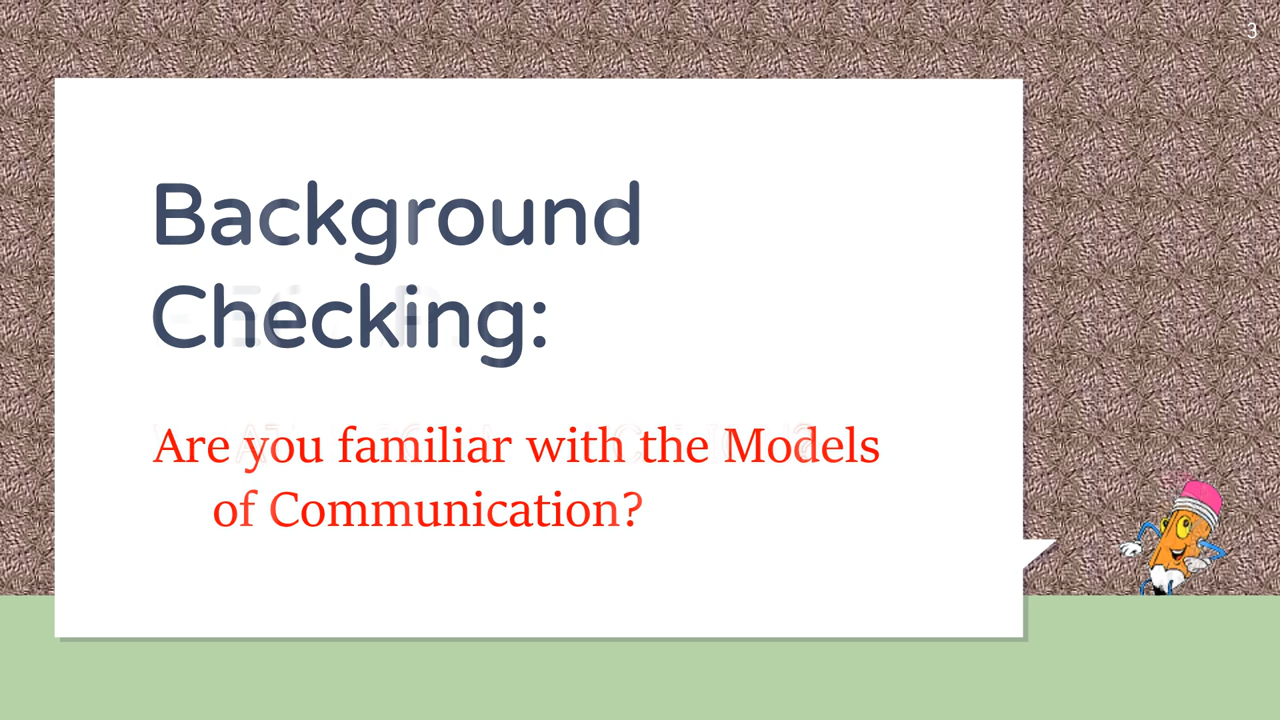 3
Background
Checking:
Are you familiar with the Models
of Communication?